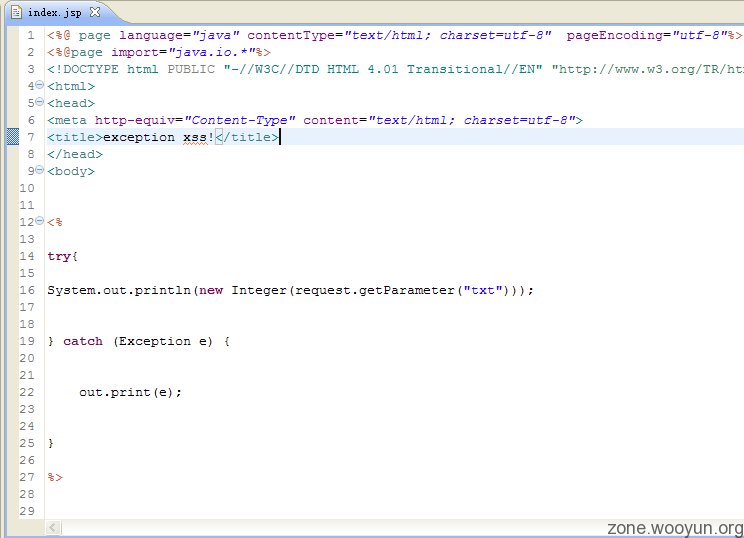 index.jsp
1 <%@ page language="java" contentType="text/html; charset=utf-8"  pageEncoding="utf-8"%>
2 <%@page import="java.io.*"%>
3 <!DOCTYPE html PUBLIC "-//W3C//DTD HTML 4.01 Transitional//EN" "http://www.w3.org/TR/ht
4 <html>
5 <head>
6 <meta http-equiv="Content-Type" content="text/html; charset=utf-8">
7 <title>exception xss!</title>
8 </head>
9 <body>
10
11
12 <%
13
14 try{
15
16 System.out.println(new Integer(request.getParameter("txt")));
17
18
19 } catch (Exception e) {
20
21
22     out.print(e);
23
24
25 }
26
27 %>
28
29
zone.wooyun.org